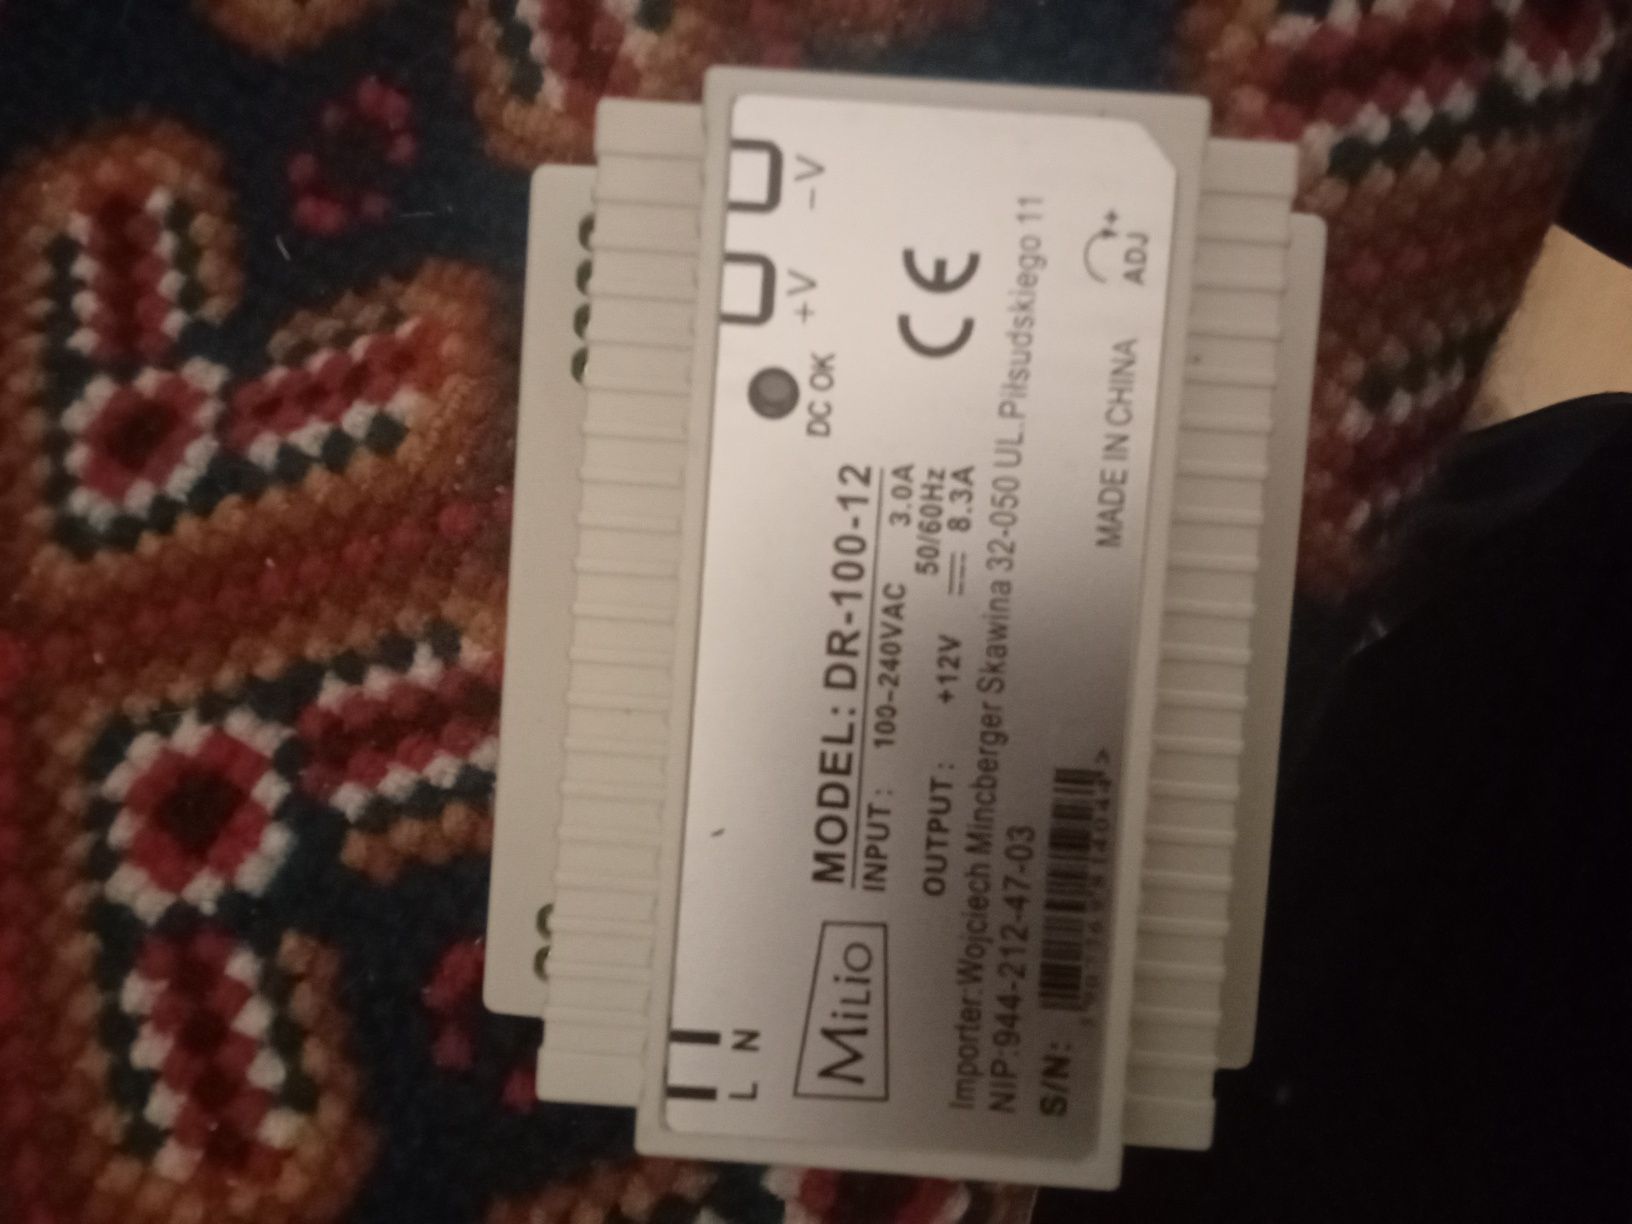 L N
DC OK
+V
-V
MiLio
MODEL: DR-100-12
INPUT: 100-240VAC 3.0A
50/60Hz
OUTPUT: +12V 8.3A
Importer:Wojciech Mincberger Skawina 32-050 UL.Piłsudskiego 11
NIP:944-212-47-03
S/N:
MADE IN CHINA
+
ADJ
CE